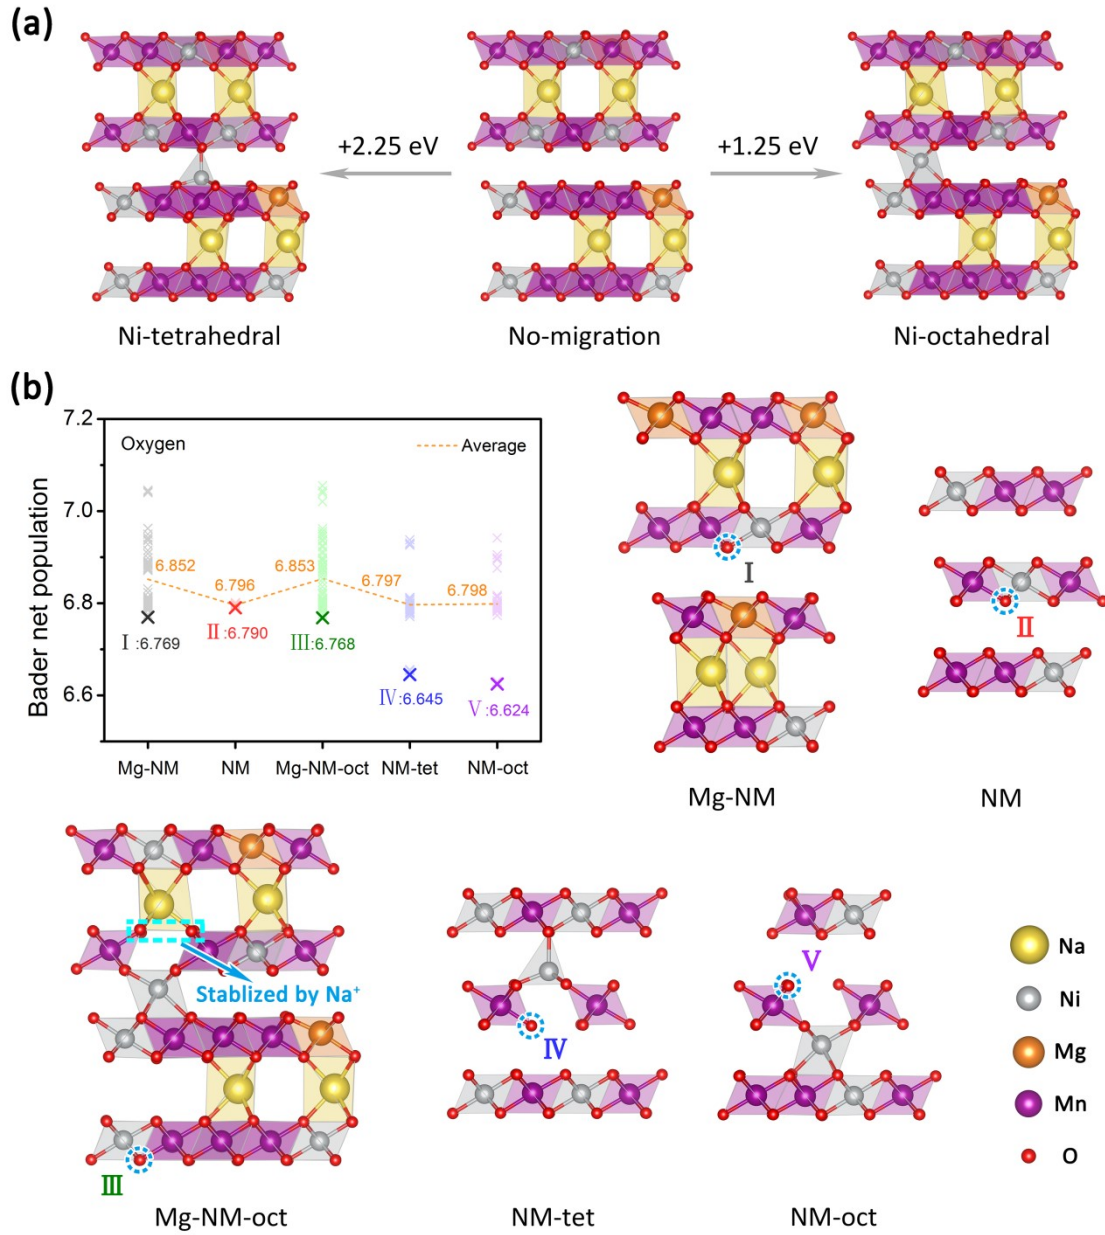 (a)
+2.25 eV
+1.25 eV
Ni-tetrahedral
No-migration
Ni-octahedral
(b)
7.2
7.0
6.8
6.6
Bader net population
Oxygen
Average
6.852
6.796
6.853
6.797
6.798
I :6.769
II :6.790
III:6.768
IV:6.645
V :6.624
Mg-NM
NM
Mg-NM-oct
NM-tet
NM-oct
I
Mg-NM
II
NM
Stablized by Na⁺
III
Mg-NM-oct
IV
NM-tet
V
NM-oct
Na
Ni
Mg
Mn
O